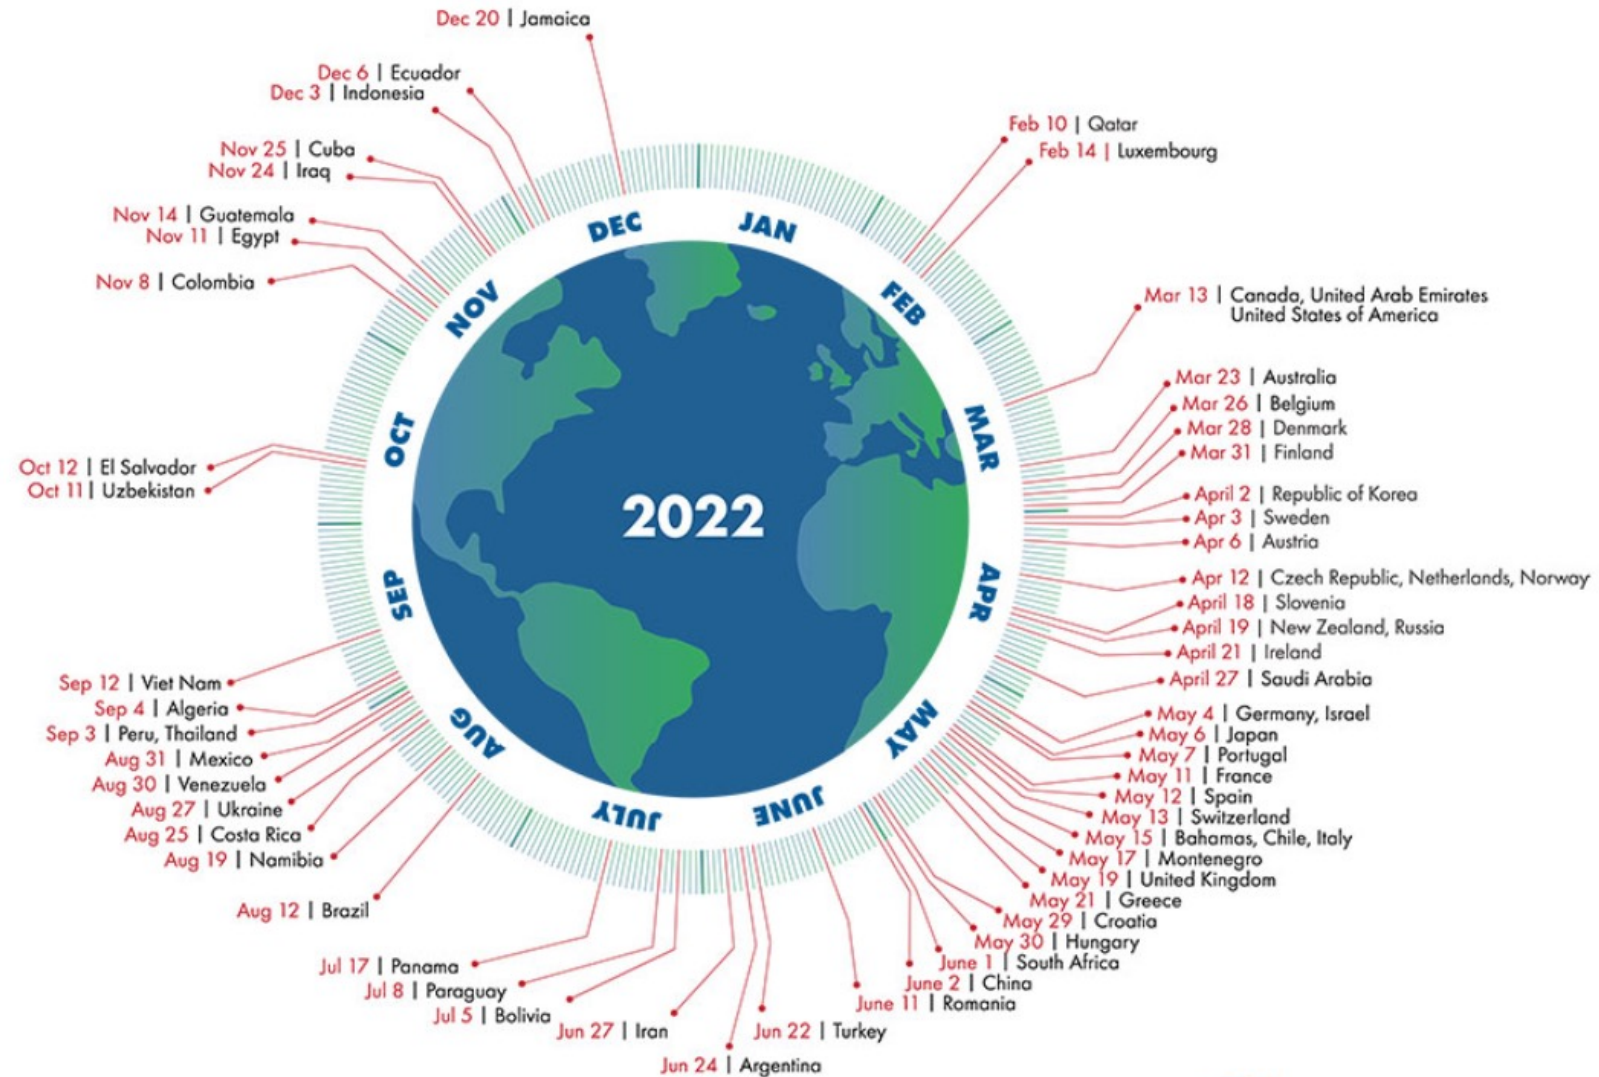 Dec 20 | Jamaica
Dec 6 | Ecuador
Dec 3 | Indonesia
Nov 25 | Cuba
Nov 24 | Iraq
Nov 14 | Guatemala
Nov 11 | Egypt
Nov 8 | Colombia
Oct 12 | El Salvador
Oct 11 | Uzbekistan
Sep 12 | Viet Nam
Sep 4 | Algeria
Sep 3 | Peru, Thailand
Aug 31 | Mexico
Aug 30 | Venezuela
Aug 27 | Ukraine
Aug 25 | Costa Rica
Aug 19 | Namibia
Aug 12 | Brazil
Jul 17 | Panama
Jul 8 | Paraguay
Jul 5 | Bolivia
Jun 27 | Iran
Jun 24 | Argentina
Jun 22 | Turkey
Feb 10 | Qatar
Feb 14 | Luxembourg
Mar 13 | Canada, United Arab Emirates
United States of America
Mar 23 | Australia
Mar 26 | Belgium
Mar 28 | Denmark
Mar 31 | Finland
April 2 | Republic of Korea
Apr 3 | Sweden
Apr 6 | Austria
Apr 12 | Czech Republic, Netherlands, Norway
April 18 | Slovenia
April 19 | New Zealand, Russia
April 21 | Ireland
April 27 | Saudi Arabia
May 4 | Germany, Israel
May 6 | Japan
May 7 | Portugal
May 11 | France
May 12 | Spain
May 13 | Switzerland
May 15 | Bahamas, Chile, Italy
May 17 | Montenegro
May 19 | United Kingdom
May 21 | Greece
May 29 | Croatia
May 30 | Hungary
June 1 | South Africa
June 2 | China
June 11 | Romania
JAN
FEB
MAR
APR
MAY
JUNE
JULY
AUG
SEP
OCT
NOV
DEC
2022